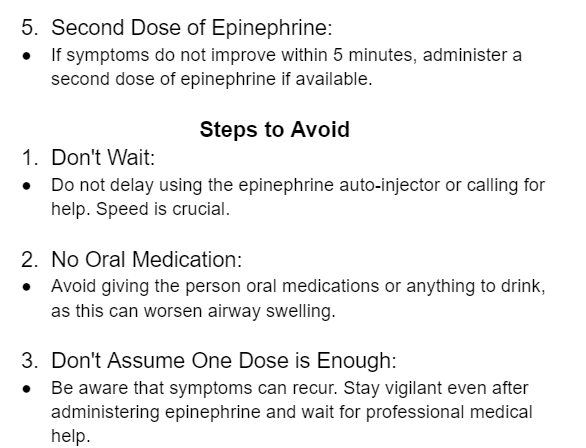 5. Second Dose of Epinephrine:
● If symptoms do not improve within 5 minutes, administer a
second dose of epinephrine if available.
Steps to Avoid
1. Don't Wait:
● Do not delay using the epinephrine auto-injector or calling for
help. Speed is crucial.
2. No Oral Medication:
● Avoid giving the person oral medications or anything to drink,
as this can worsen airway swelling.
3. Don't Assume One Dose is Enough:
● Be aware that symptoms can recur. Stay vigilant even after
administering epinephrine and wait for professional medical
help.